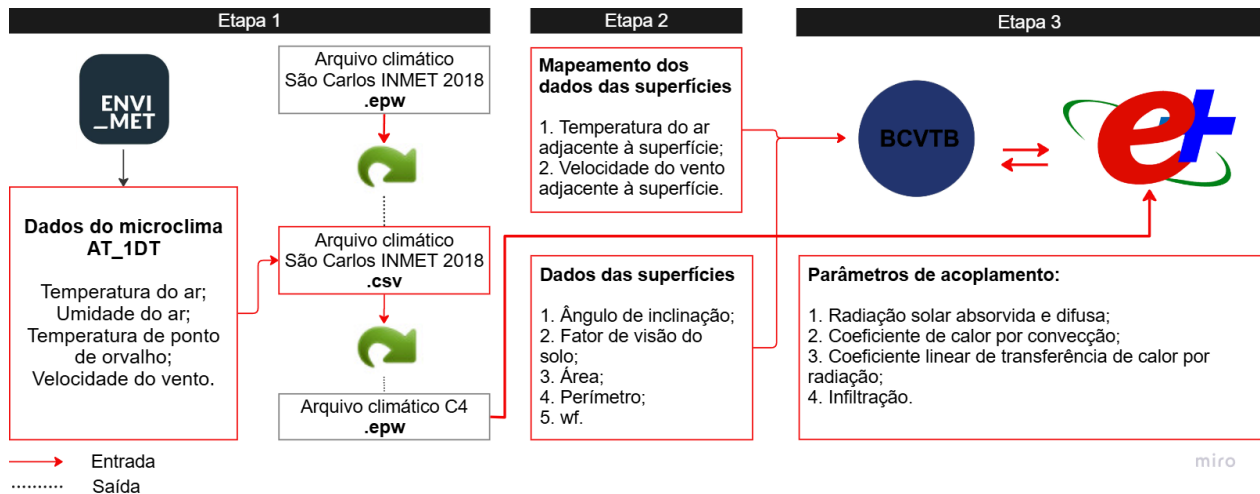 Etapa 1
ENVI
_MET
Dados do microclima
AT_1DT
Temperatura do ar;
Umidade do ar;
Temperatura de ponto
de orvalho;
Velocidade do vento.
Arquivo climático
São Carlos INMET 2018
.epw
Arquivo climático
São Carlos INMET 2018
.csv
Arquivo climático C4
.epw
Entrada
Saída
Etapa 2
Mapeamento dos
dados das superfícies
1. Temperatura do ar
adjacente à superfície;
2. Velocidade do vento
adjacente à superfície.
Dados das superfícies
1. Ângulo de inclinação;
2. Fator de visão do
solo;
3. Área;
4. Perímetro;
5. wf.
Etapa 3
BCVTB
e+
Parâmetros de acoplamento:
1. Radiação solar absorvida e difusa;
2. Coeficiente de calor por convecção;
3. Coeficiente linear de transferência de calor por
radiação;
4. Infiltração.
miro